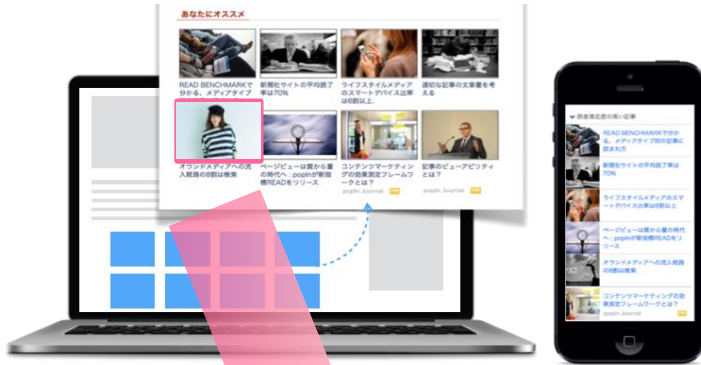 あなたにオススメ
READ BENCHMARKで
分かる、メディアタイプ
新聞社サイトの平均読了
率は70%
ライフスタイルメディア
のスマートデバイス比率
は6割以上
適切な記事の文章量を考
える
オウンドメディアへの流
入経路の8割は検索
ページビューは質から量
の時代へ:popInが新指
標READをリリース
コンテンツマーケティン
グの効果測定フレームワ
ークとは?
popIn Journal PR
記事のビューアビリティ
とは?
popIn Journal PR
読者満足度の高い記事
READ BENCHMARKで分か
る、メディアタイプ別の記事に
読まれ方
新聞社サイトの平均読了率は
70%
ライフスタイルメディアのスマ
ートデバイス比率は6割以上
ページビューは質から量の時代
へ:popInが新指標READをリ
リース
オウンドメディアへの流入経路
の8割は検索
コンテンツマーケティングの効
果測定フレームワークとは?
popIn Journal PR